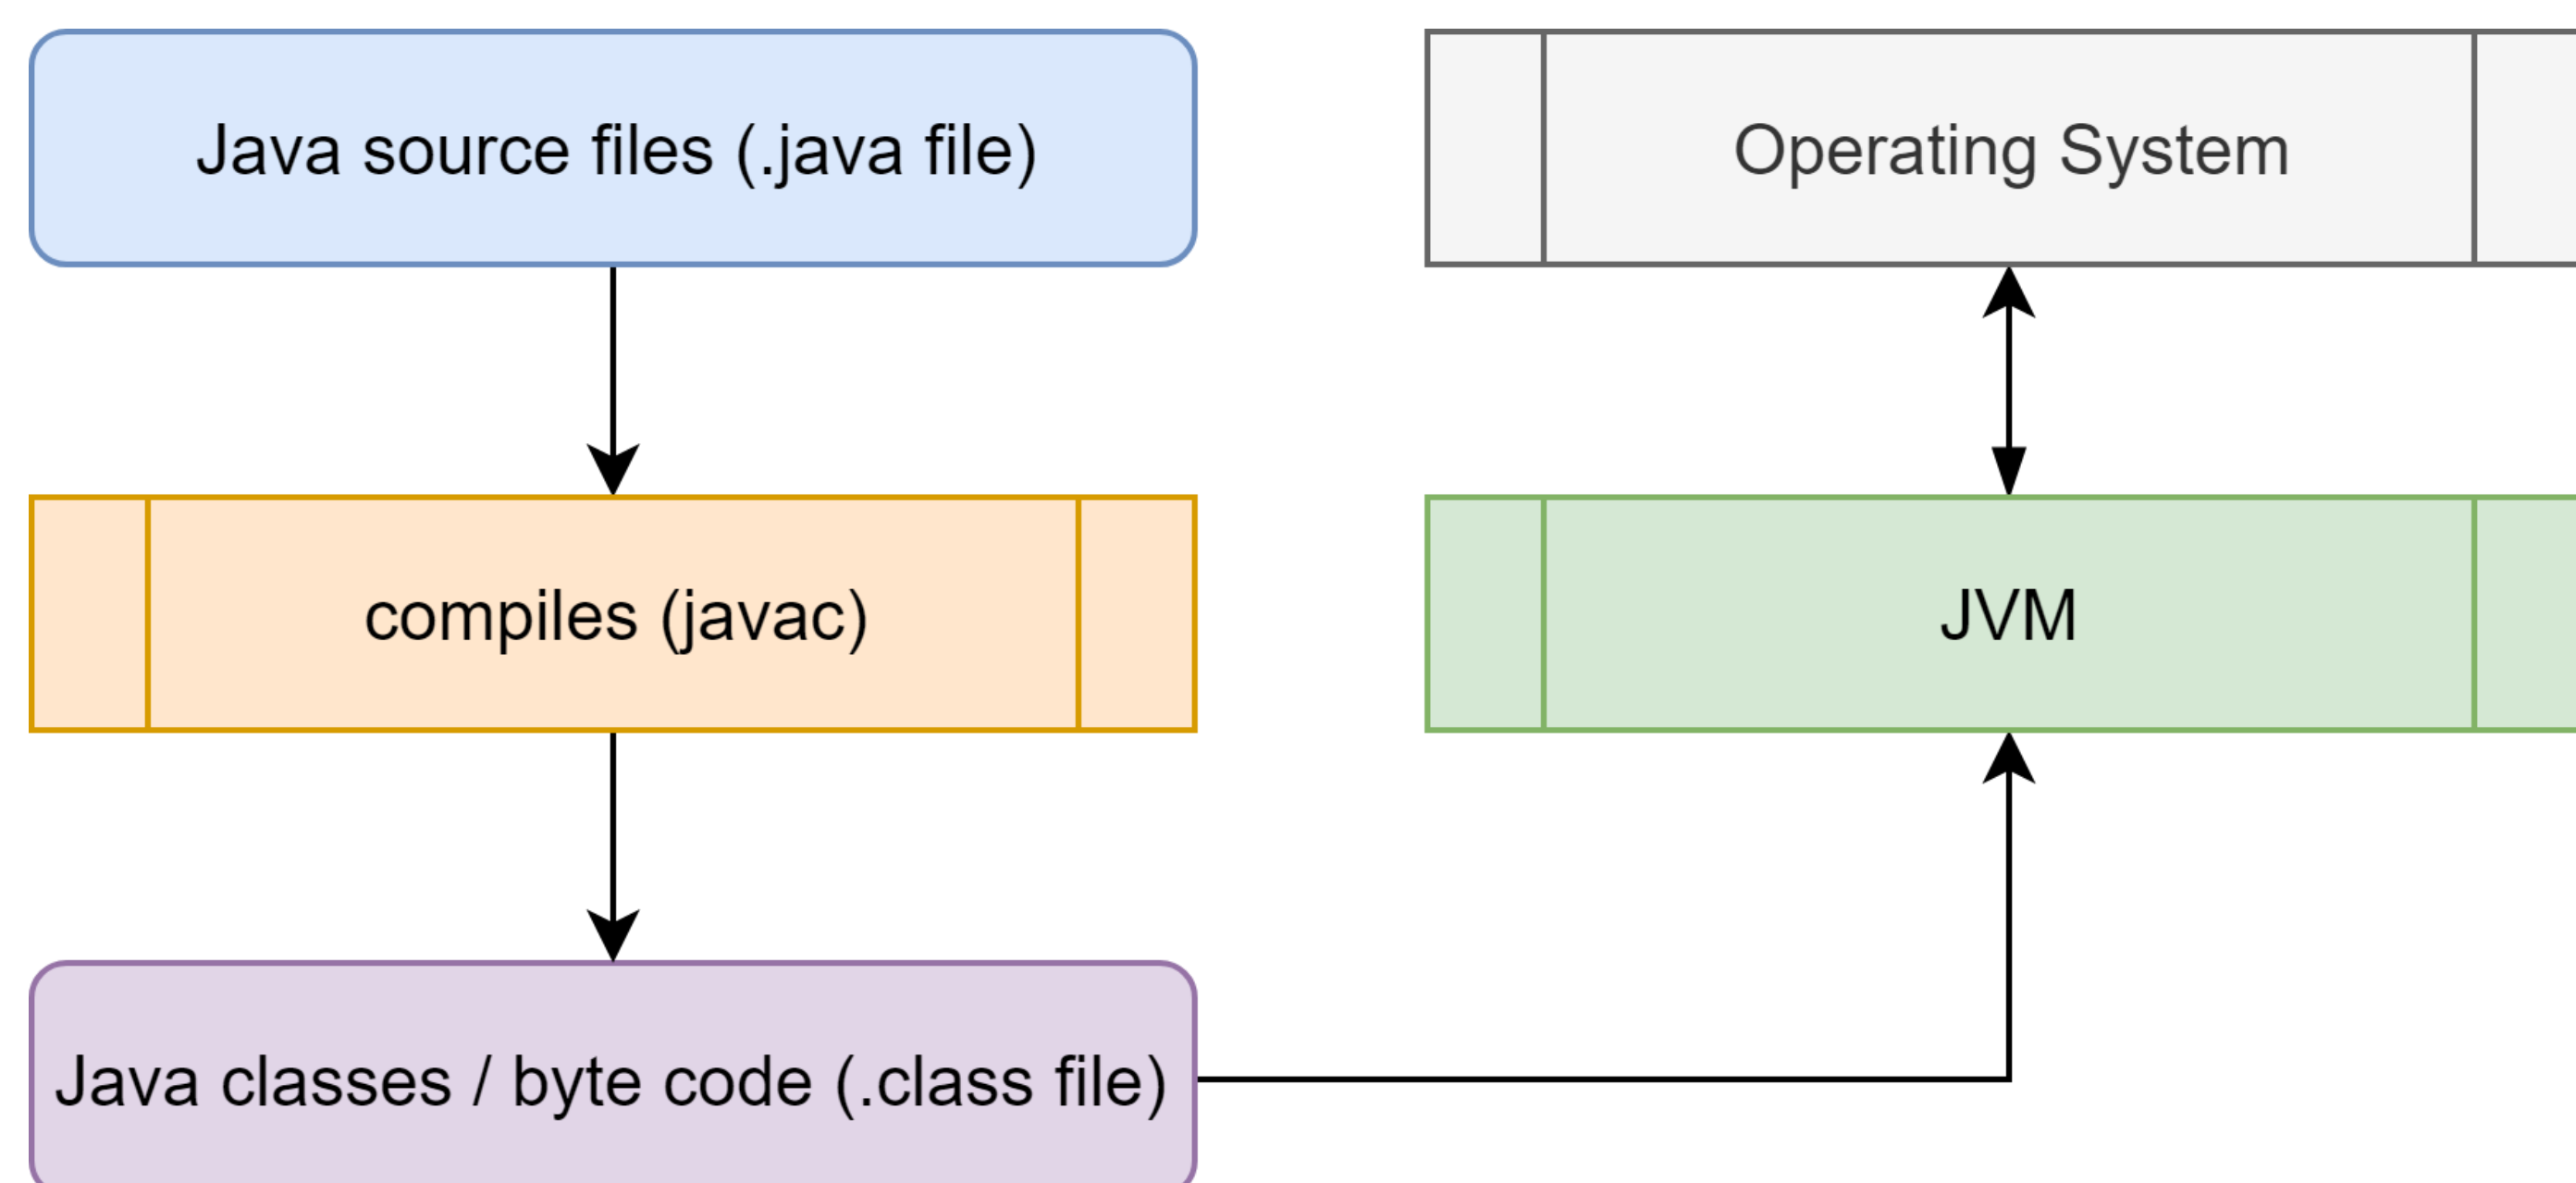 Java source files (.java file)
Operating System
compiles (javac)
JVM
Java classes / byte code (.class file)